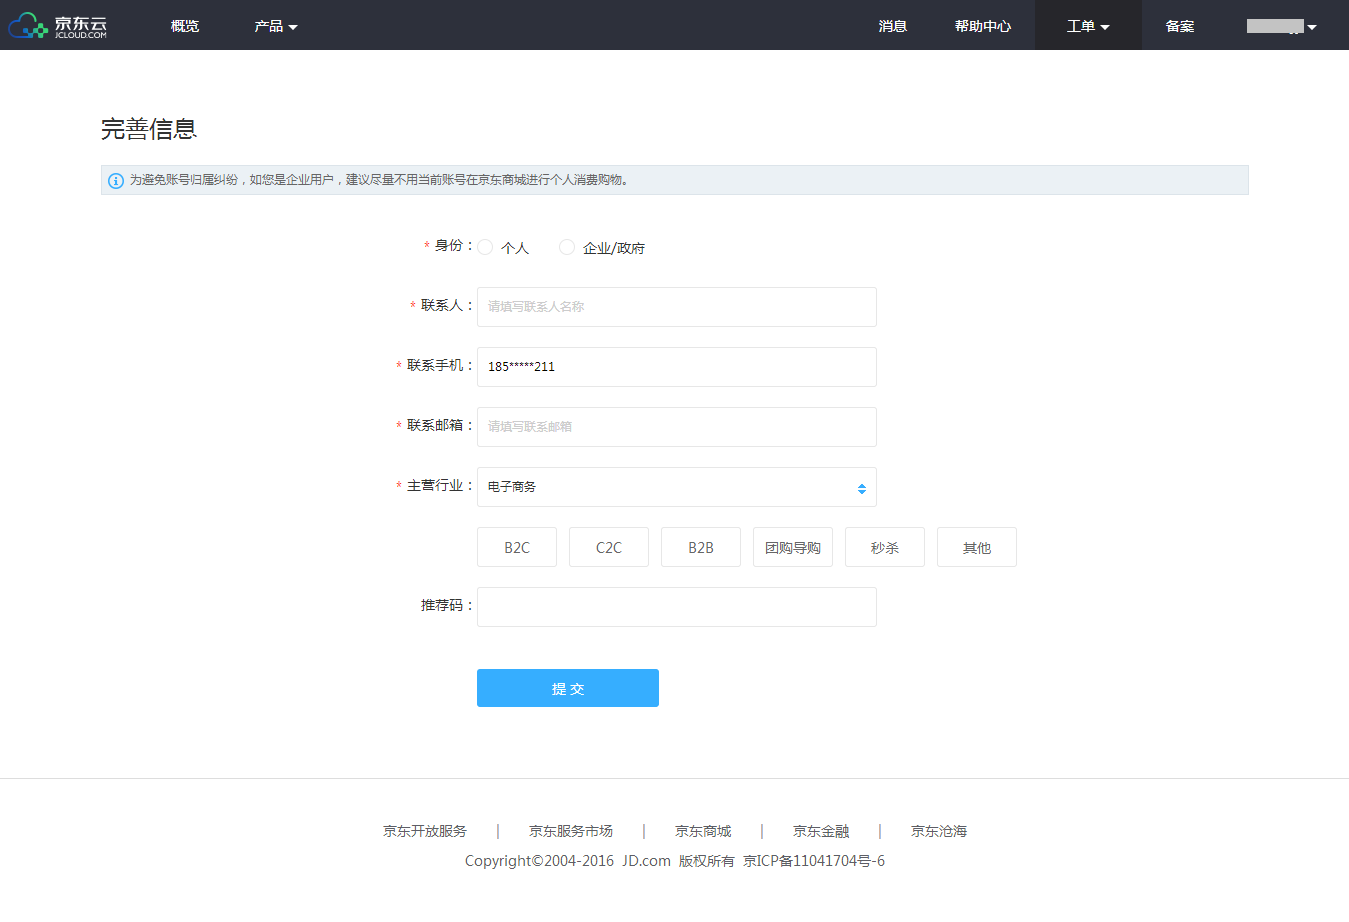 京东云
JCLOUD.COM
概览 产品 消息 帮助中心 工单 备案
完善信息
为避免账号归属纠纷，如您是企业用户，建议尽量不用当前账号在京东商城进行个人消费购物。
* 身份： 个人 企业/政府
* 联系人： 请填写联系人名称
* 联系手机： 185*****211
* 联系邮箱： 请填写联系邮箱
* 主营行业： 电子商务
B2C C2C B2B 团购导购 秒杀 其他
推荐码：
提 交
京东开放服务 | 京东服务市场 | 京东商城 | 京东金融 | 京东沧海
Copyright©2004-2016 JD.com 版权所有 京ICP备11041704号-6